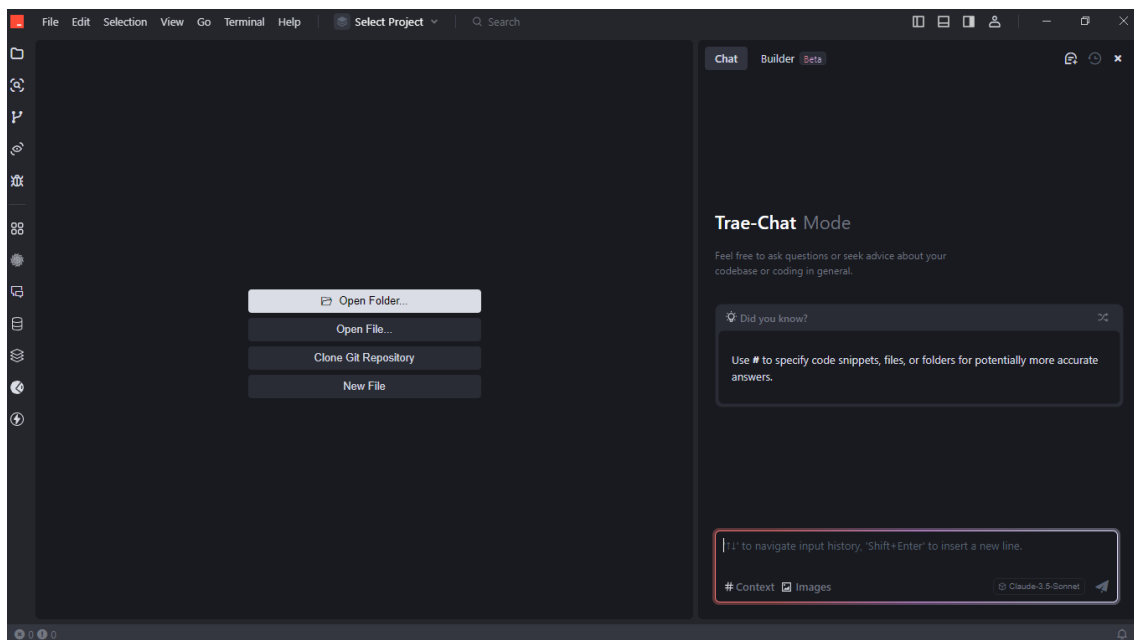 File Edit Selection View Go Terminal Help Select Project Search
Chat Builder Beta
Trae-Chat Mode
Feel free to ask questions or seek advice about your
codebase or coding in general.
Open Folder...
Open File...
Clone Git Repository
New File
Did you know?
Use # to specify code snippets, files, or folders for potentially more accurate
answers.
'↑↓' to navigate input history, 'Shift+Enter' to insert a new line.
# Context Images Claude-3.5-Sonnet
0 0